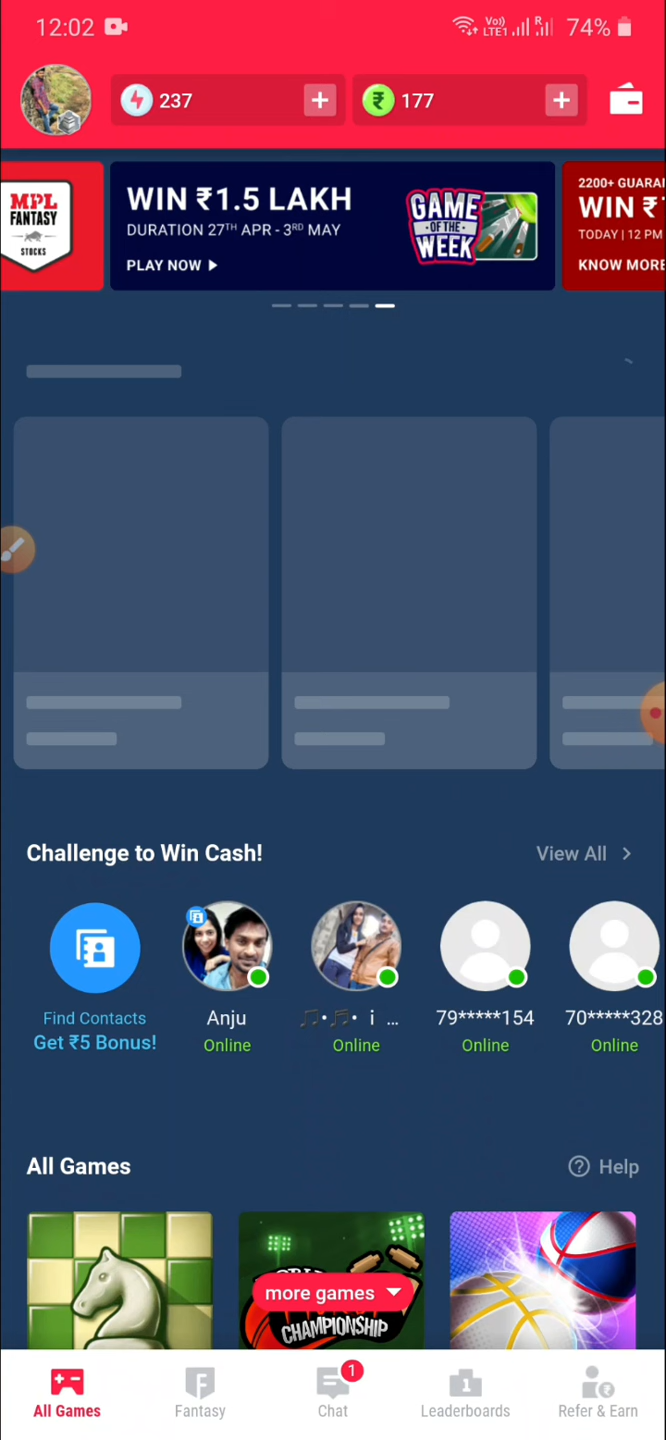 12:02
Vo)) R
LTE1 74%
237
177
MPL
FANTASY
STOCKS
WIN ₹1.5 LAKH
DURATION 27TH APR - 3RD MAY
PLAY NOW
GAME
OF THE
WEEK
2200+ GUARA
WIN ₹
TODAY | 12 PM
KNOW MORE
Challenge to Win Cash!
View All
Find Contacts
Get ₹5 Bonus!
Anju
Online
🎵•🎵• i ...
Online
79*****154
Online
70*****328
Online
All Games
Help
more games
CHAMPIONSHIP
All Games
Fantasy
1
Chat
Leaderboards
Refer & Earn